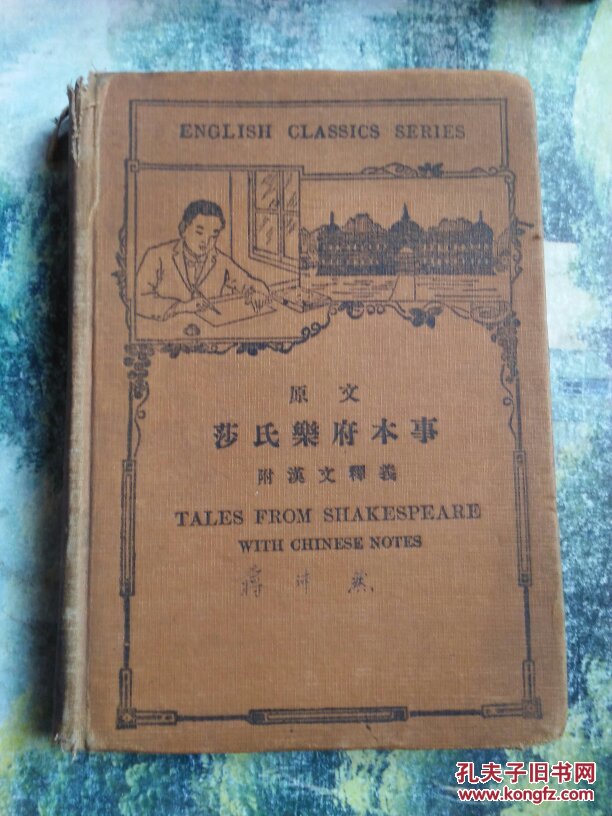 ENGLISH CLASSICS SERIES
原文
莎氏樂府本事
附漢文釋義
TALES FROM SHAKESPEARE
WITH CHINESE NOTES
孔夫子旧书网
www.kongfz.com